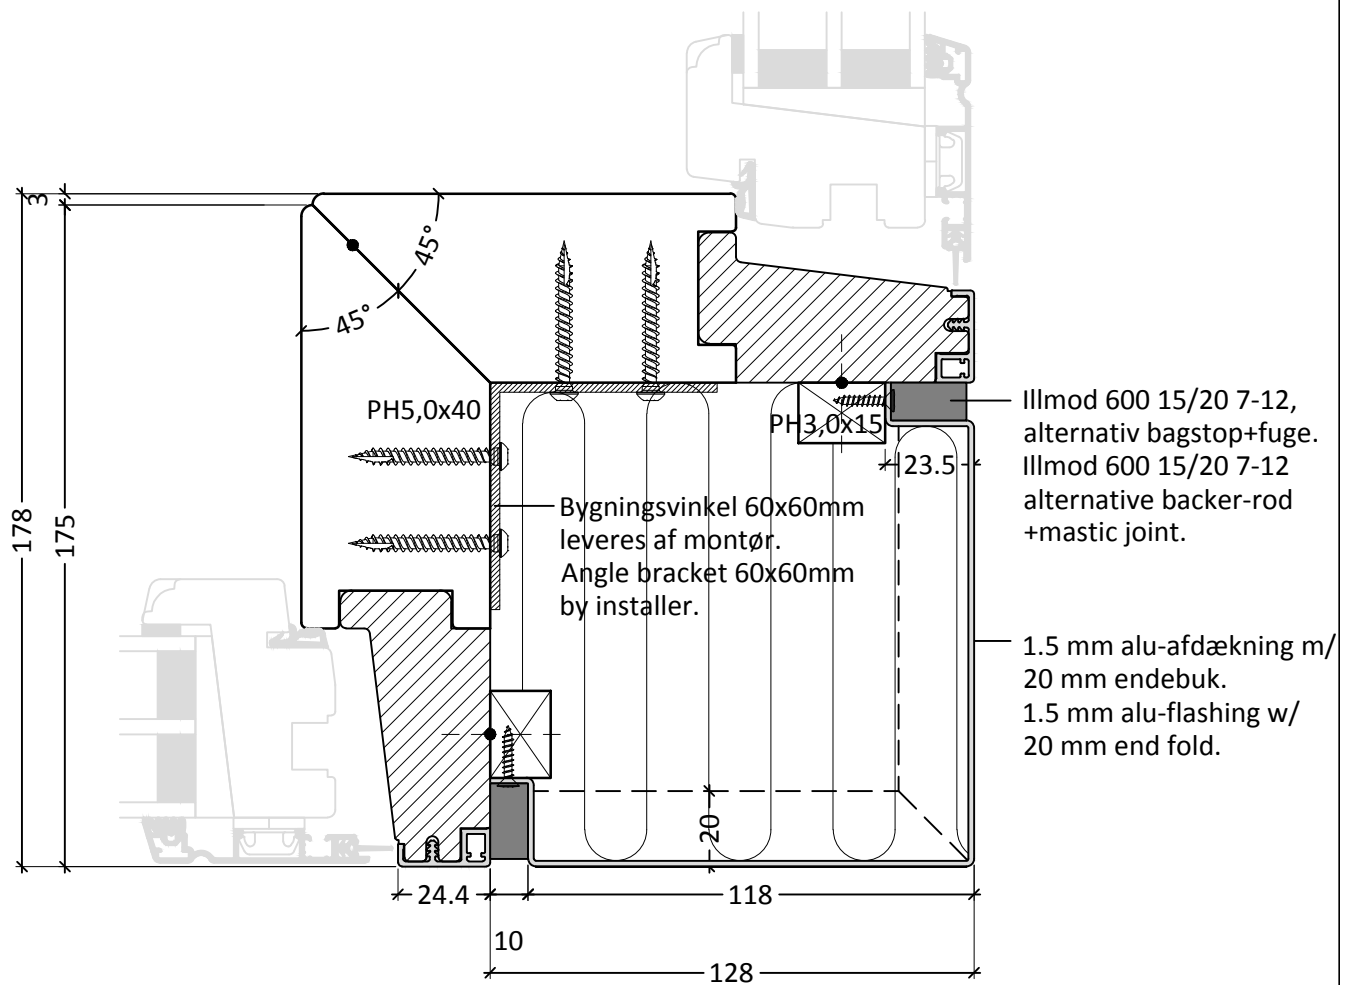 3
178
175
45°
45°
PH5,0x40
PH3,0x15
23.5
Illmod 600 15/20 7-12,
alternativ bagstop+fuge.
Illmod 600 15/20 7-12
alternative backer-rod
+mastic joint.
Bygningsvinkel 60x60mm
leveres af montør.
Angle bracket 60x60mm
by installer.
1.5 mm alu-afdækning m/
20 mm endebuk.
1.5 mm alu-flashing w/
20 mm end fold.
20
24.4
118
10
128